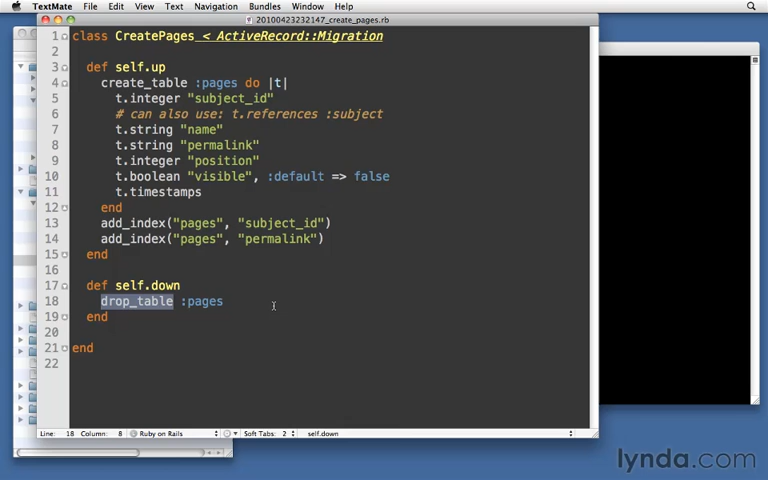 TextMate File Edit View Text Navigation Bundles Window Help
20100423232147_create_pages.rb
1 class CreatePages < ActiveRecord::Migration
2
3 def self.up
4 create_table :pages do |t|
5 t.integer "subject_id"
6 # can also use: t.references :subject
7 t.string "name"
8 t.string "permalink"
9 t.integer "position"
10 t.boolean "visible", :default => false
11 t.timestamps
12 end
13 add_index("pages", "subject_id")
14 add_index("pages", "permalink")
15 end
16
17 def self.down
18 drop_table :pages
19 end
20
21 end
22
Line: 18 Column: 8 Ruby on Rails Soft Tabs: 2 self.down
lynda.com